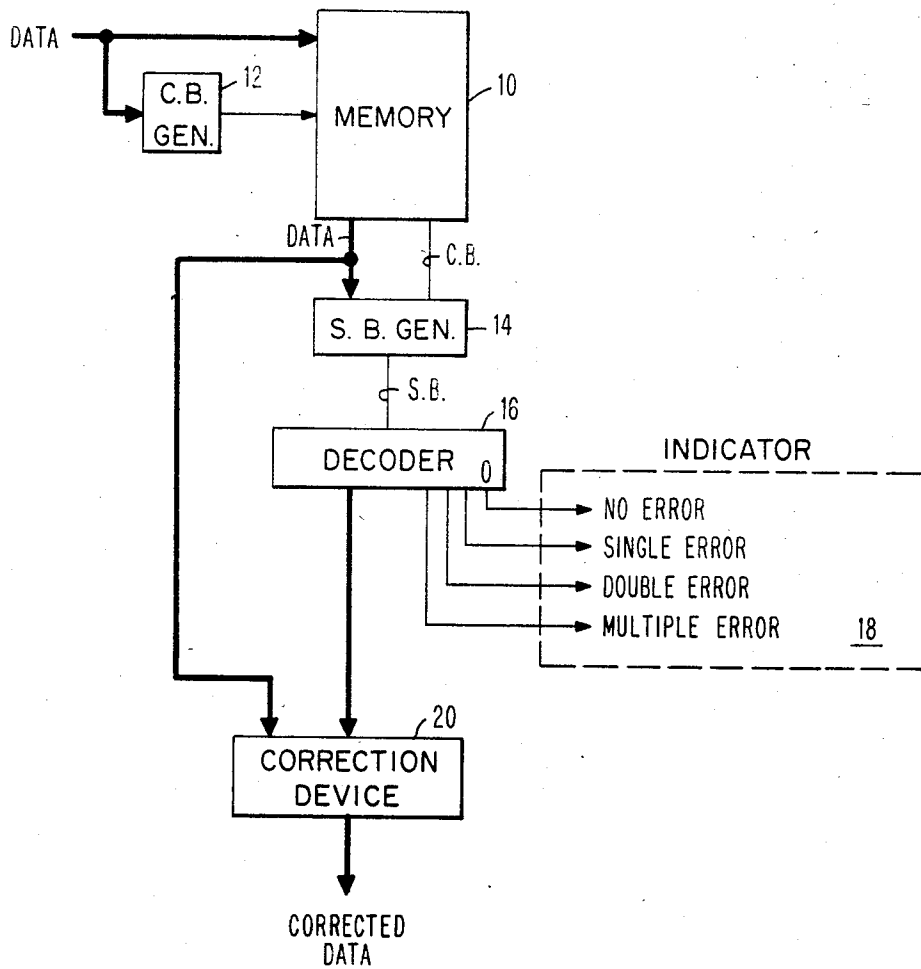 DATA
C.B.
GEN.
12
MEMORY
10
DATA
C.B.
S. B. GEN.
14
S.B.
16
DECODER 0
INDICATOR
NO ERROR
SINGLE ERROR
DOUBLE ERROR
MULTIPLE ERROR
18
20
CORRECTION
DEVICE
CORRECTED
DATA